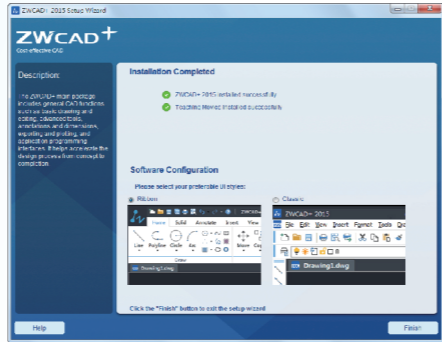 ZWCAD+ 2015 Setup Wizard
ZWCAD+
Cost-effective CAD
Description:
The ZWCAD+ main package
includes general CAD functions
such as basic drawing and
editing, advanced tools,
annotations and dimensions,
exporting and plotting, and
application programming
interfaces. It helps accelerate the
design process from concept to
completion.
Installation Completed
ZWCAD+ 2015 installed successfully
Teaching Movies installed successfully
Software Configuration
Please select your preferable UI styles:
Ribbon
Classic
ZWCAD+
Home Solid Annotate Insert View
Line Polyline Circle Arc Move
Draw
Drawing1.dwg
ZWCAD+ 2015
File Edit View Insert Format Tools
Drawing1.dwg
Click the "Finish" button to exit the setup wizard
Help
Finish